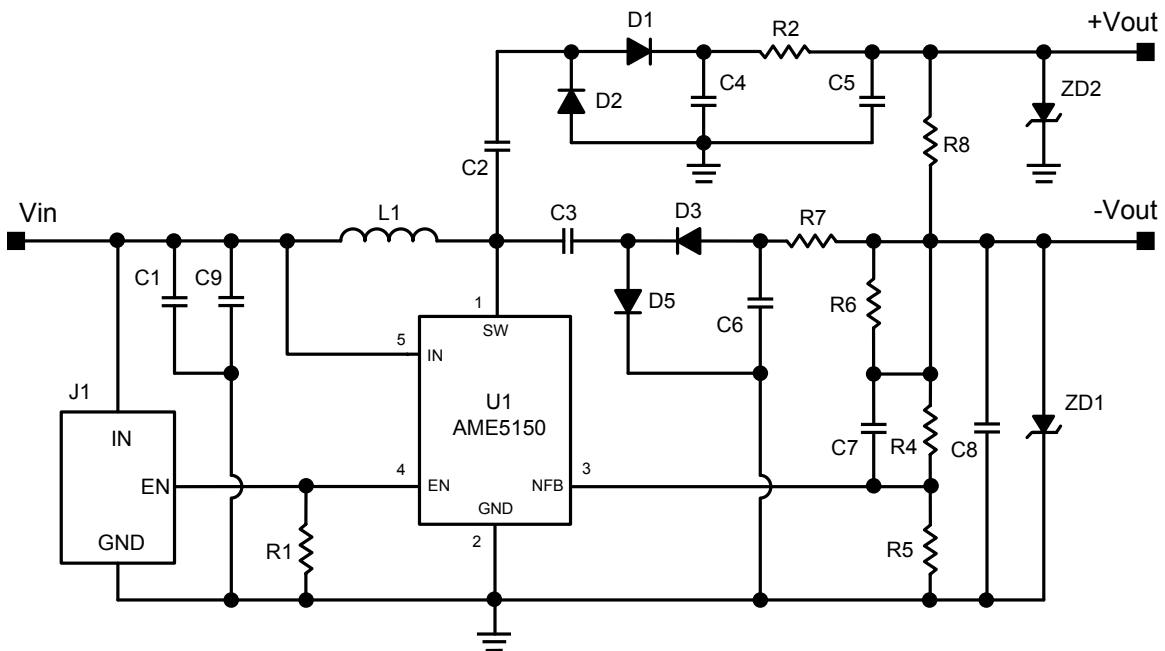 D1
R2
+Vout
D2
C4
C5
ZD2
C2
R8
Vin
L1
C3
D3
R7
-Vout
C1
C9
1
SW
D5
C6
R6
5
IN
J1
U1
AME5150
ZD1
IN
C7
R4
C8
4
3
EN
EN
NFB
GND
GND
R1
2
R5